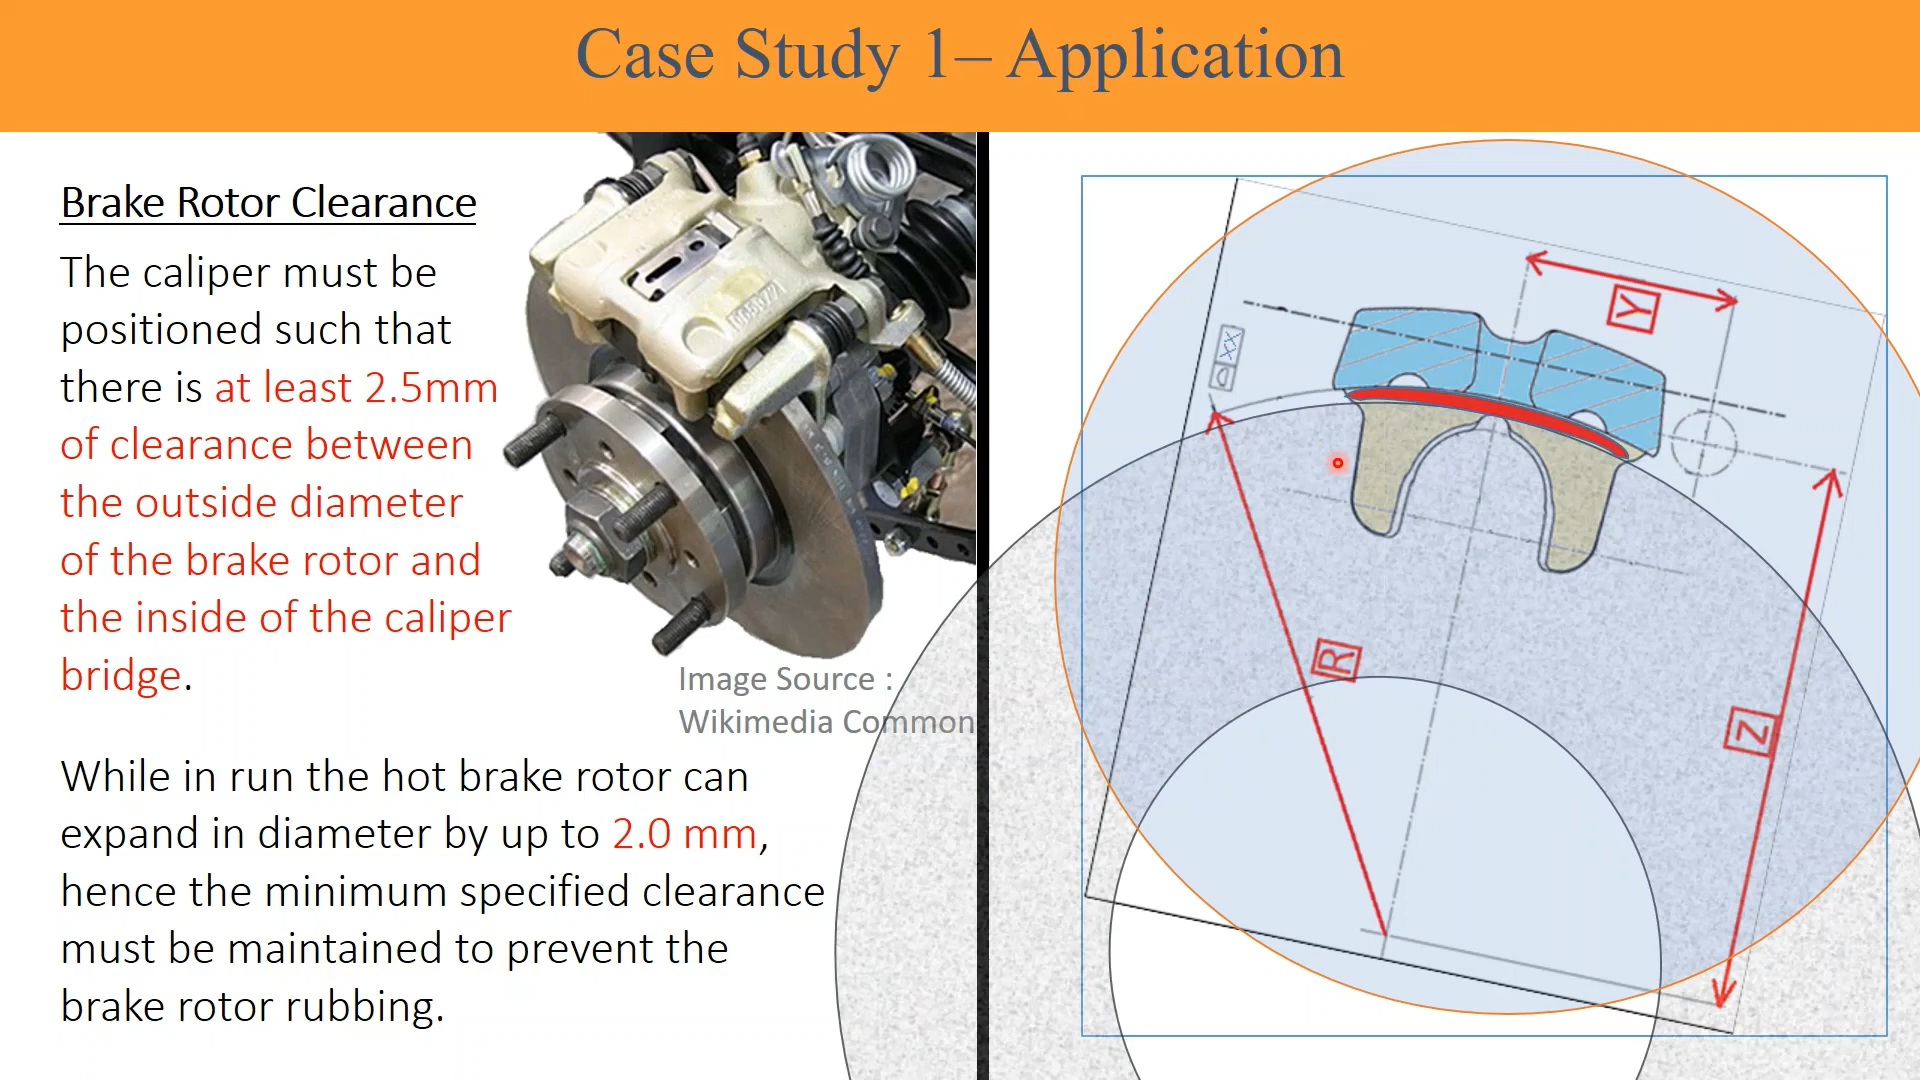 Case Study 1– Application
Brake Rotor Clearance
The caliper must be
positioned such that
there is at least 2.5mm
of clearance between
the outside diameter
of the brake rotor and
the inside of the caliper
bridge.
Image Source :
Wikimedia Common
While in run the hot brake rotor can
expand in diameter by up to 2.0 mm,
hence the minimum specified clearance
must be maintained to prevent the
brake rotor rubbing.
Y
XX
R
Z